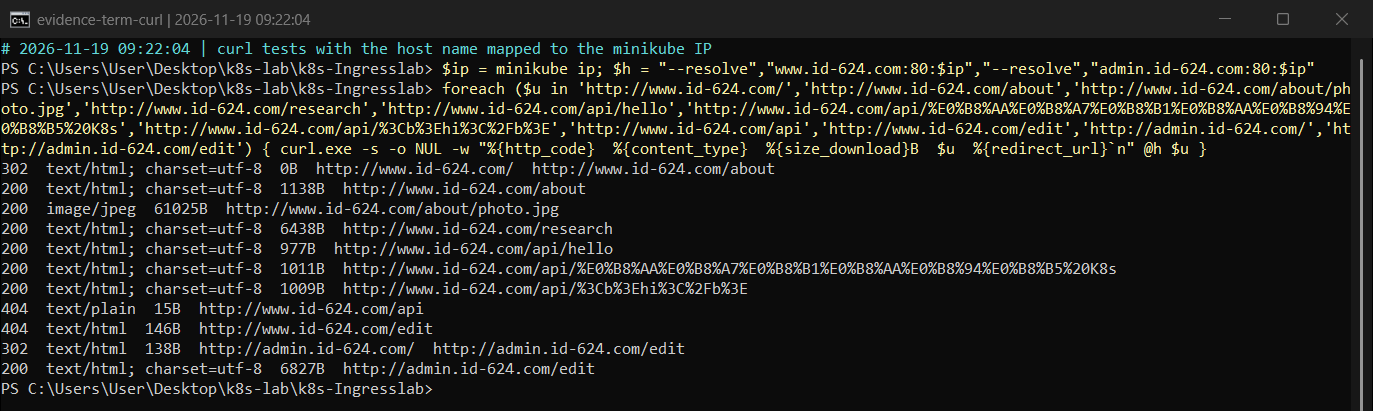 evidence-term-curl | 2026-11-19 09:22:04
# 2026-11-19 09:22:04 | curl tests with the host name mapped to the minikube IP
PS C:\Users\User\Desktop\k8s-lab\k8s-Ingresslab> $ip = minikube ip; $h = "--resolve","www.id-624.com:80:$ip","--resolve","admin.id-624.com:80:$ip"
PS C:\Users\User\Desktop\k8s-lab\k8s-Ingresslab> foreach ($u in 'http://www.id-624.com/','http://www.id-624.com/about','http://www.id-624.com/about/ph
oto.jpg','http://www.id-624.com/research','http://www.id-624.com/api/hello','http://www.id-624.com/api/%E0%B8%AA%E0%B8%A7%E0%B8%B1%E0%B8%AA%E0%B8%94%E
0%B8%B5%20K8s','http://www.id-624.com/api/%3Cb%3Ehi%3C%2Fb%3E','http://www.id-624.com/api','http://www.id-624.com/edit','http://admin.id-624.com/','ht
tp://admin.id-624.com/edit') { curl.exe -s -o NUL -w "%{http_code}  %{content_type}  %{size_download}B  $u  %{redirect_url}`n" @h $u }
302  text/html; charset=utf-8  0B  http://www.id-624.com/  http://www.id-624.com/about
200  text/html; charset=utf-8  1138B  http://www.id-624.com/about
200  image/jpeg  61025B  http://www.id-624.com/about/photo.jpg
200  text/html; charset=utf-8  6438B  http://www.id-624.com/research
200  text/html; charset=utf-8  977B  http://www.id-624.com/api/hello
200  text/html; charset=utf-8  1011B  http://www.id-624.com/api/%E0%B8%AA%E0%B8%A7%E0%B8%B1%E0%B8%AA%E0%B8%94%E0%B8%B5%20K8s
200  text/html; charset=utf-8  1009B  http://www.id-624.com/api/%3Cb%3Ehi%3C%2Fb%3E
404  text/plain  15B  http://www.id-624.com/api
404  text/html  146B  http://www.id-624.com/edit
302  text/html  138B  http://admin.id-624.com/  http://admin.id-624.com/edit
200  text/html; charset=utf-8  6827B  http://admin.id-624.com/edit
PS C:\Users\User\Desktop\k8s-lab\k8s-Ingresslab>